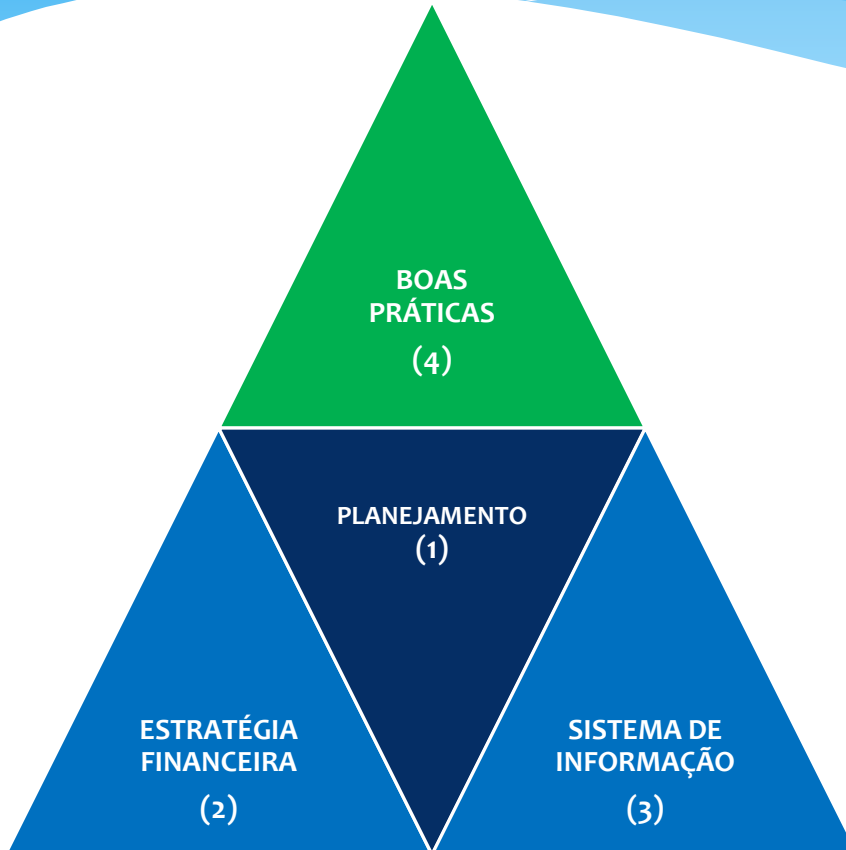 BOAS
PRÁTICAS
(4)
PLANEJAMENTO
(1)
ESTRATÉGIA
FINANCEIRA
(2)
SISTEMA DE
INFORMAÇÃO
(3)